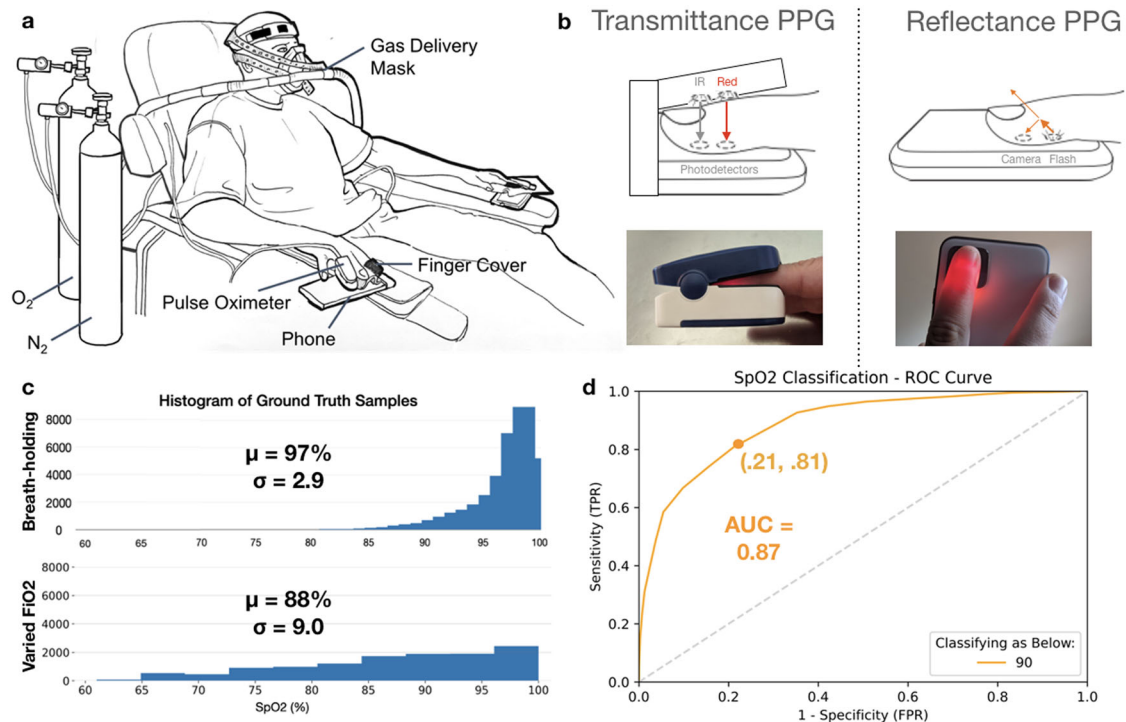 a
Gas Delivery
Mask
O2
N2
Pulse Oximeter
Finger Cover
Phone
b
Transmittance PPG
Reflectance PPG
IR Red
Photodetectors
Camera Flash
c
Histogram of Ground Truth Samples
Breath-holding
8000
6000
4000
2000
0
μ = 97%
σ = 2.9
60 65 70 75 80 85 90 95 100
Varied FiO2
8000
6000
4000
2000
0
μ = 88%
σ = 9.0
60 65 70 75 80 85 90 95 100
SpO2 (%)
d
SpO2 Classification - ROC Curve
Sensitivity (TPR)
1.0
0.8
0.6
0.4
0.2
0.0
(.21, .81)
AUC =
0.87
Classifying as Below:
90
0.0 0.2 0.4 0.6 0.8 1.0
1 - Specificity (FPR)